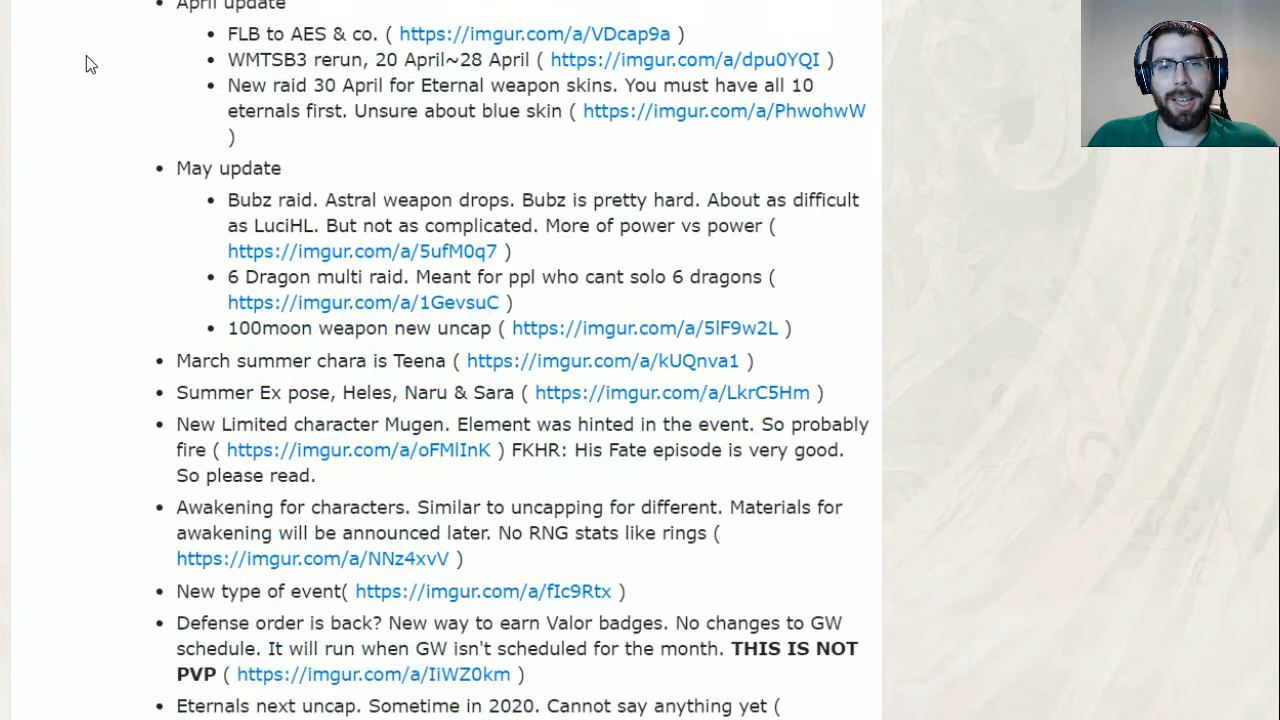 April update
FLB to AES & co. ( https://imgur.com/a/VDcap9a )
WMTSB3 rerun, 20 April~28 April ( https://imgur.com/a/dpu0YQI )
New raid 30 April for Eternal weapon skins. You must have all 10
eternals first. Unsure about blue skin ( https://imgur.com/a/PhwohwW
)
May update
Bubz raid. Astral weapon drops. Bubz is pretty hard. About as difficult
as LuciHL. But not as complicated. More of power vs power (
https://imgur.com/a/5ufM0q7 )
6 Dragon multi raid. Meant for ppl who cant solo 6 dragons (
https://imgur.com/a/1GevsuC )
100moon weapon new uncap ( https://imgur.com/a/5lF9w2L )
March summer chara is Teena ( https://imgur.com/a/kUQnva1 )
Summer Ex pose, Heles, Naru & Sara ( https://imgur.com/a/LkrC5Hm )
New Limited character Mugen. Element was hinted in the event. So probably
fire ( https://imgur.com/a/oFMlInK ) FKHR: His Fate episode is very good.
So please read.
Awakening for characters. Similar to uncapping for different. Materials for
awakening will be announced later. No RNG stats like rings (
https://imgur.com/a/NNz4xvV )
New type of event( https://imgur.com/a/fIc9Rtx )
Defense order is back? New way to earn Valor badges. No changes to GW
schedule. It will run when GW isn't scheduled for the month. THIS IS NOT
PVP ( https://imgur.com/a/IiWZ0km )
Eternals next uncap. Sometime in 2020. Cannot say anything yet (